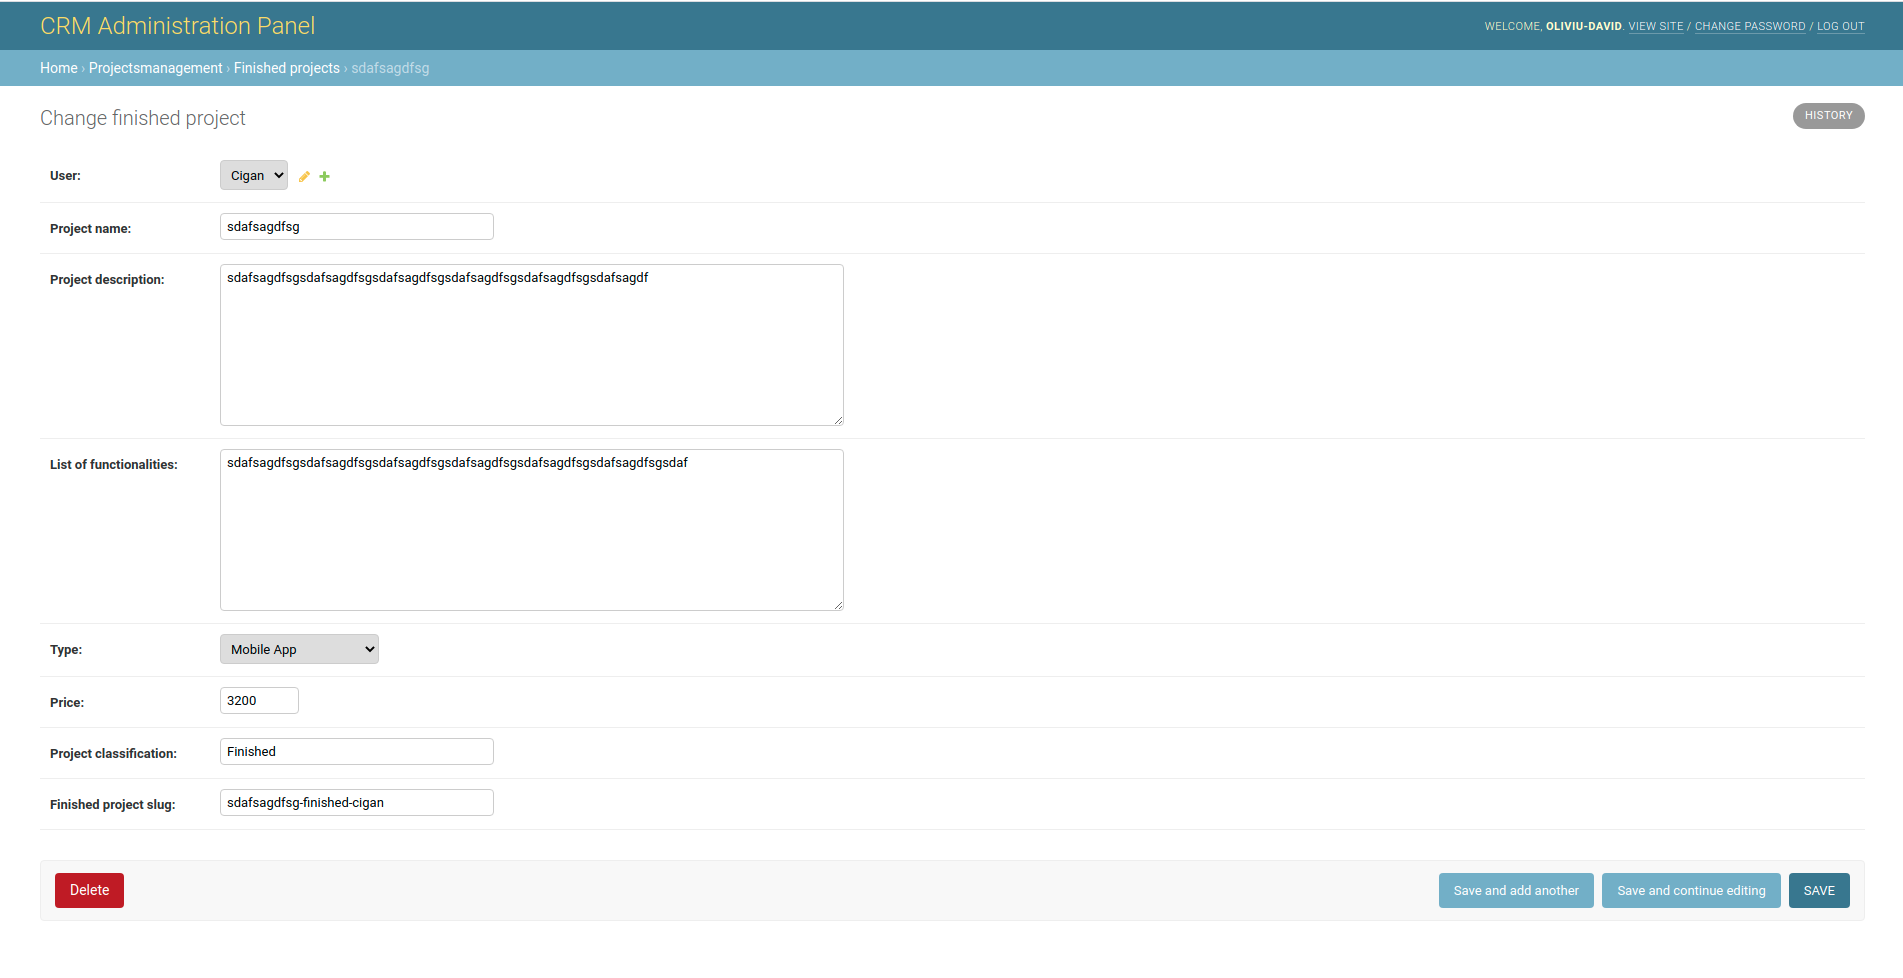 CRM Administration Panel
WELCOME, OLIVIU-DAVID. VIEW SITE / CHANGE PASSWORD / LOG OUT
Home › Projectsmanagement › Finished projects › sdafsagdfsg
Change finished project
HISTORY
User:
Cigan
Project name:
sdafsagdfsg
Project description:
sdafsagdfsgsdafsagdfsgsdafsagdfsgsdafsagdfsgsdafsagdfsgsdafsagdf
List of functionalities:
sdafsagdfsgsdafsagdfsgsdafsagdfsgsdafsagdfsgsdafsagdfsgsdafsagdfsgsdaf
Type:
Mobile App
Price:
3200
Project classification:
Finished
Finished project slug:
sdafsagdfsg-finished-cigan
Delete
Save and add another
Save and continue editing
SAVE